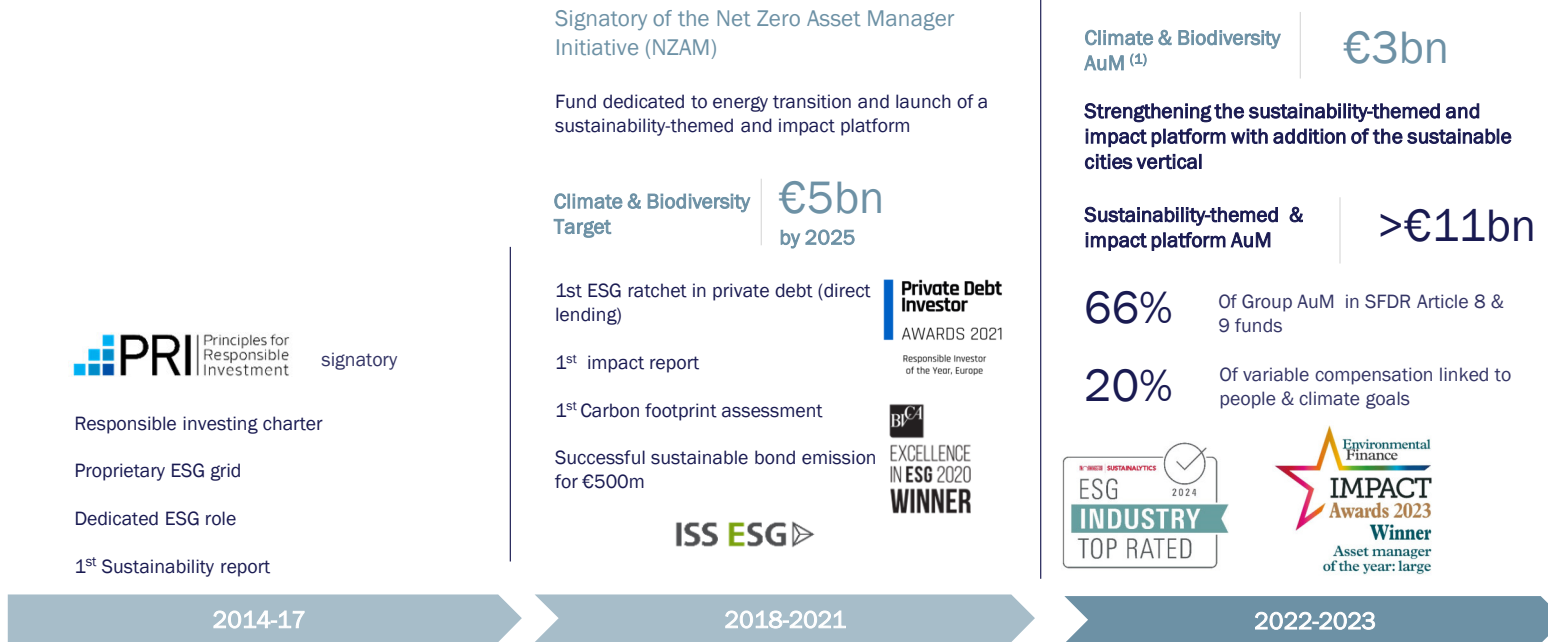 PRI
Principles for
Responsible
Investment
signatory
Responsible investing charter
Proprietary ESG grid
Dedicated ESG role
1st Sustainability report
2014-17
Signatory of the Net Zero Asset Manager
Initiative (NZAM)
Fund dedicated to energy transition and launch of a
sustainability-themed and impact platform
Climate & Biodiversity
Target
€5bn
by 2025
1st ESG ratchet in private debt (direct
lending)
1st impact report
1st Carbon footprint assessment
Successful sustainable bond emission
for €500m
Private Debt
Investor
AWARDS 2021
Responsible Investor
of the Year, Europe
BVCA
EXCELLENCE
IN ESG 2020
WINNER
ISS ESG
2018-2021
Climate & Biodiversity
AuM (1)
€3bn
Strengthening the sustainability-themed and
impact platform with addition of the sustainable
cities vertical
Sustainability-themed &
impact platform AuM
>€11bn
66%
Of Group AuM in SFDR Article 8 &
9 funds
20%
Of variable compensation linked to
people & climate goals
SUSTAINALYTICS
ESG
2024
INDUSTRY
TOP RATED
Environmental
Finance
IMPACT
Awards 2023
Winner
Asset manager
of the year: large
2022-2023